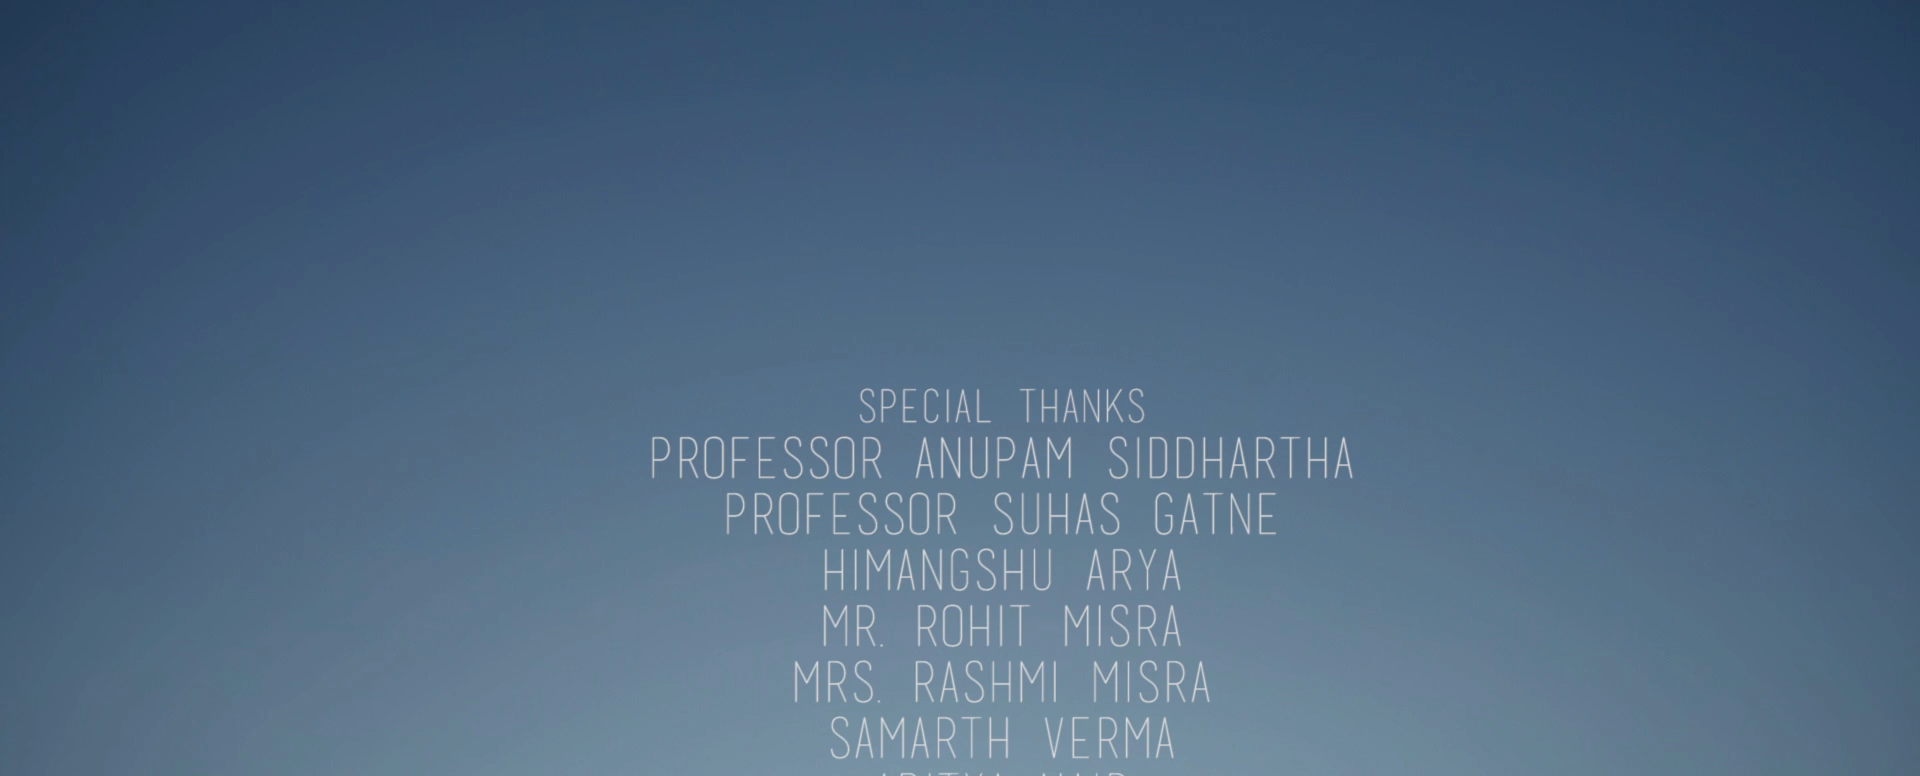 SPECIAL THANKS
PROFESSOR ANUPAM SIDDHARTHA
PROFESSOR SUHAS GATNE
HIMANGSHU ARYA
MR. ROHIT MISRA
MRS. RASHMI MISRA
SAMARTH VERMA